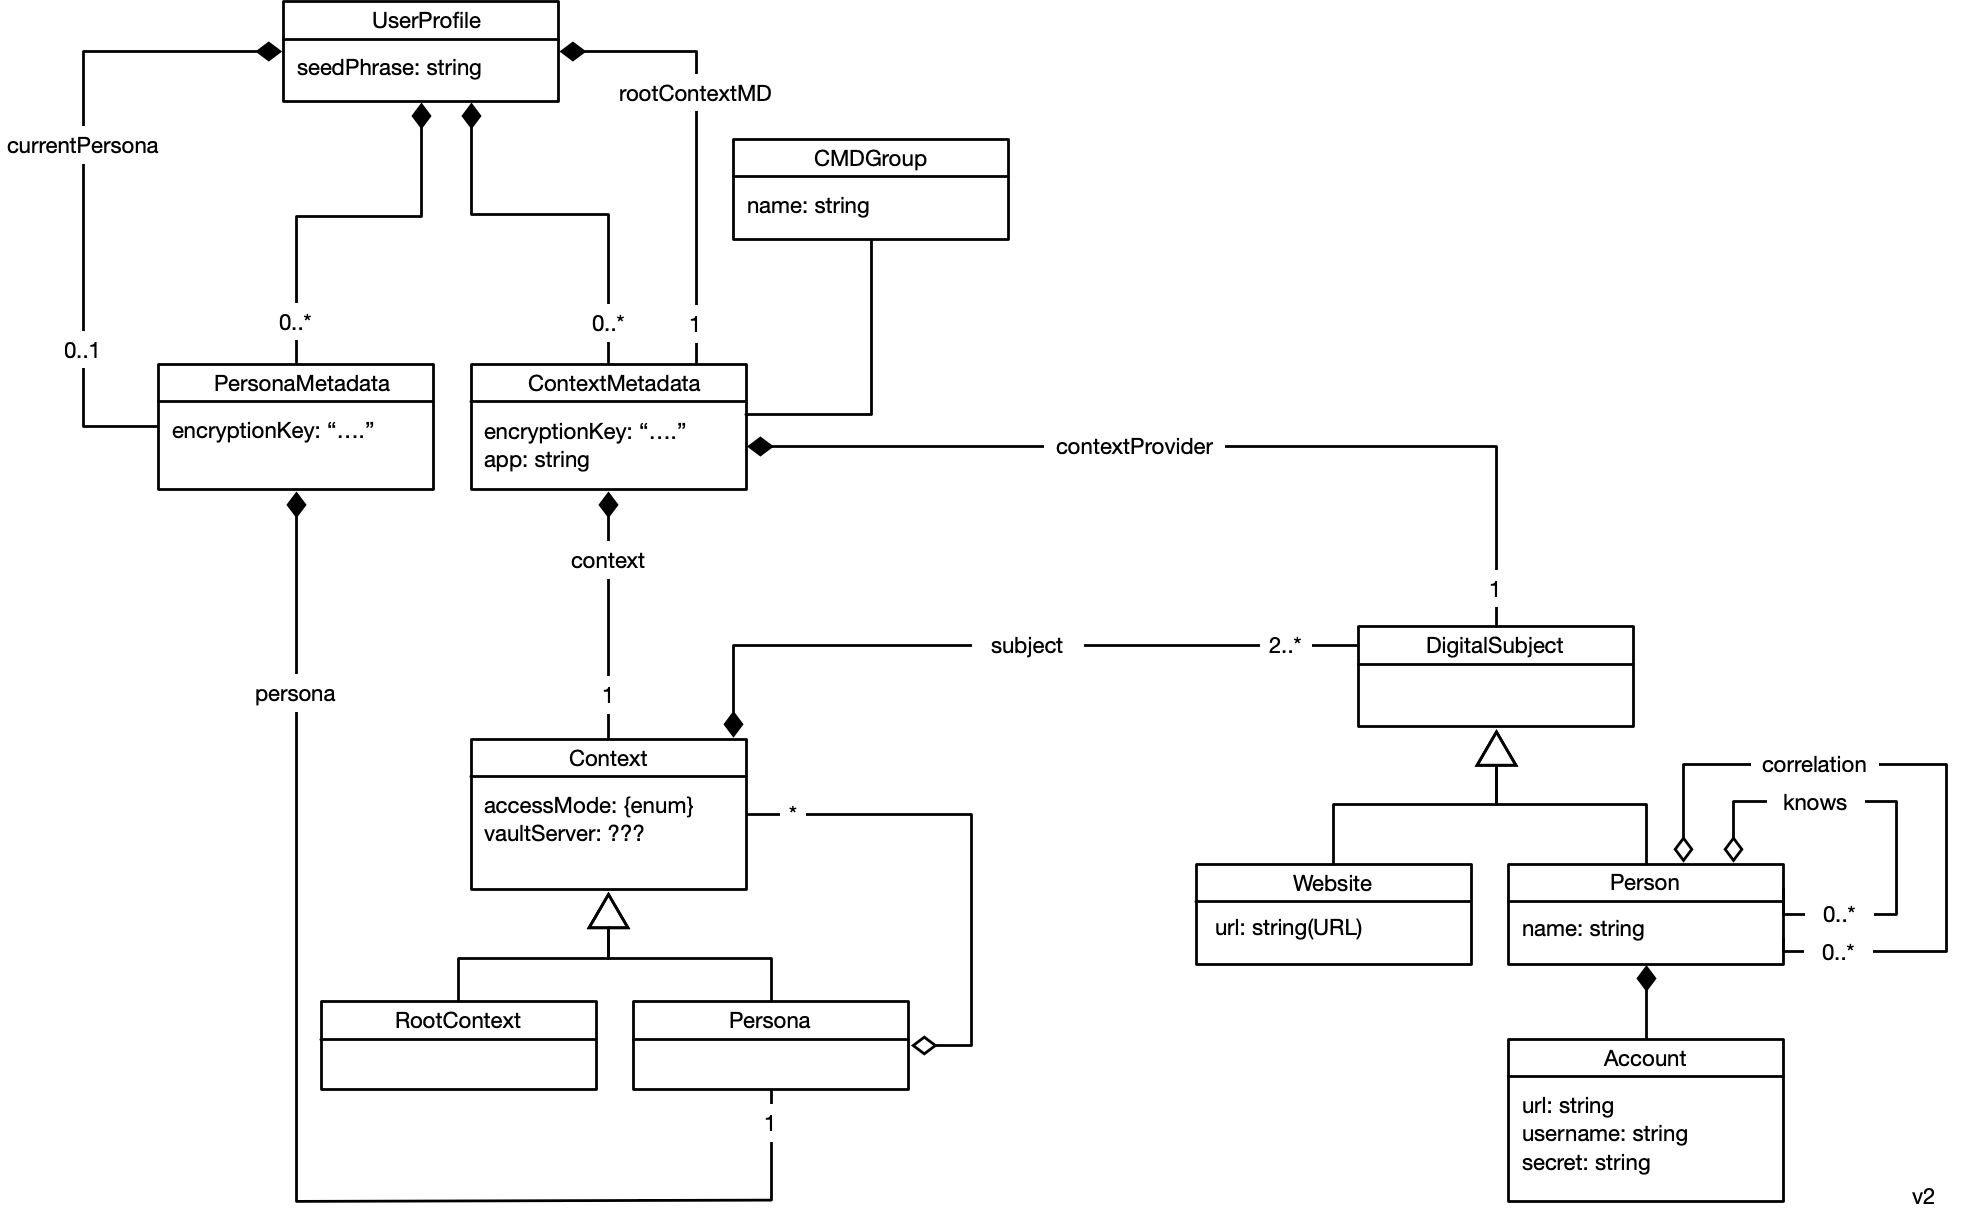 UserProfile
seedPhrase: string
rootContextMD
currentPersona
CMDGroup
name: string
0..*
0..*
1
0..1
PersonaMetadata
encryptionKey: “....”
ContextMetadata
encryptionKey: “....”
app: string
contextProvider
context
1
subject
2..*
DigitalSubject
persona
1
Context
accessMode: {enum}
vaultServer: ???
*
correlation
knows
Website
url: string(URL)
Person
name: string
0..*
0..*
RootContext
Persona
1
Account
url: string
username: string
secret: string
v2